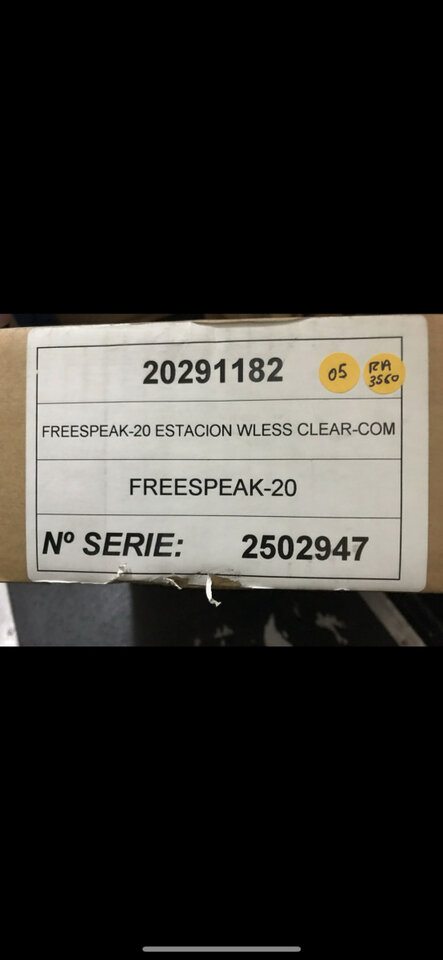 20291182
05
RA
3560
FREESPEAK-20 ESTACION WLESS CLEAR-COM
FREESPEAK-20
Nº SERIE: 2502947